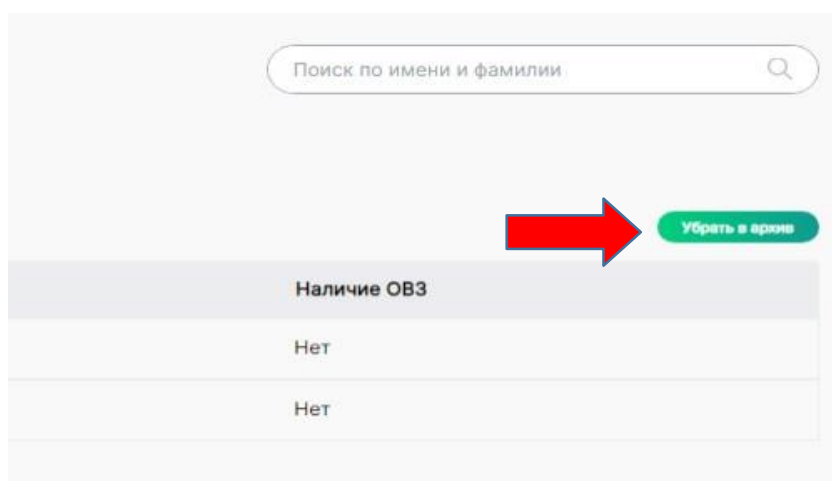 Поиск по имени и фамилии
Убрать в архив
Наличие ОВЗ
Нет
Нет